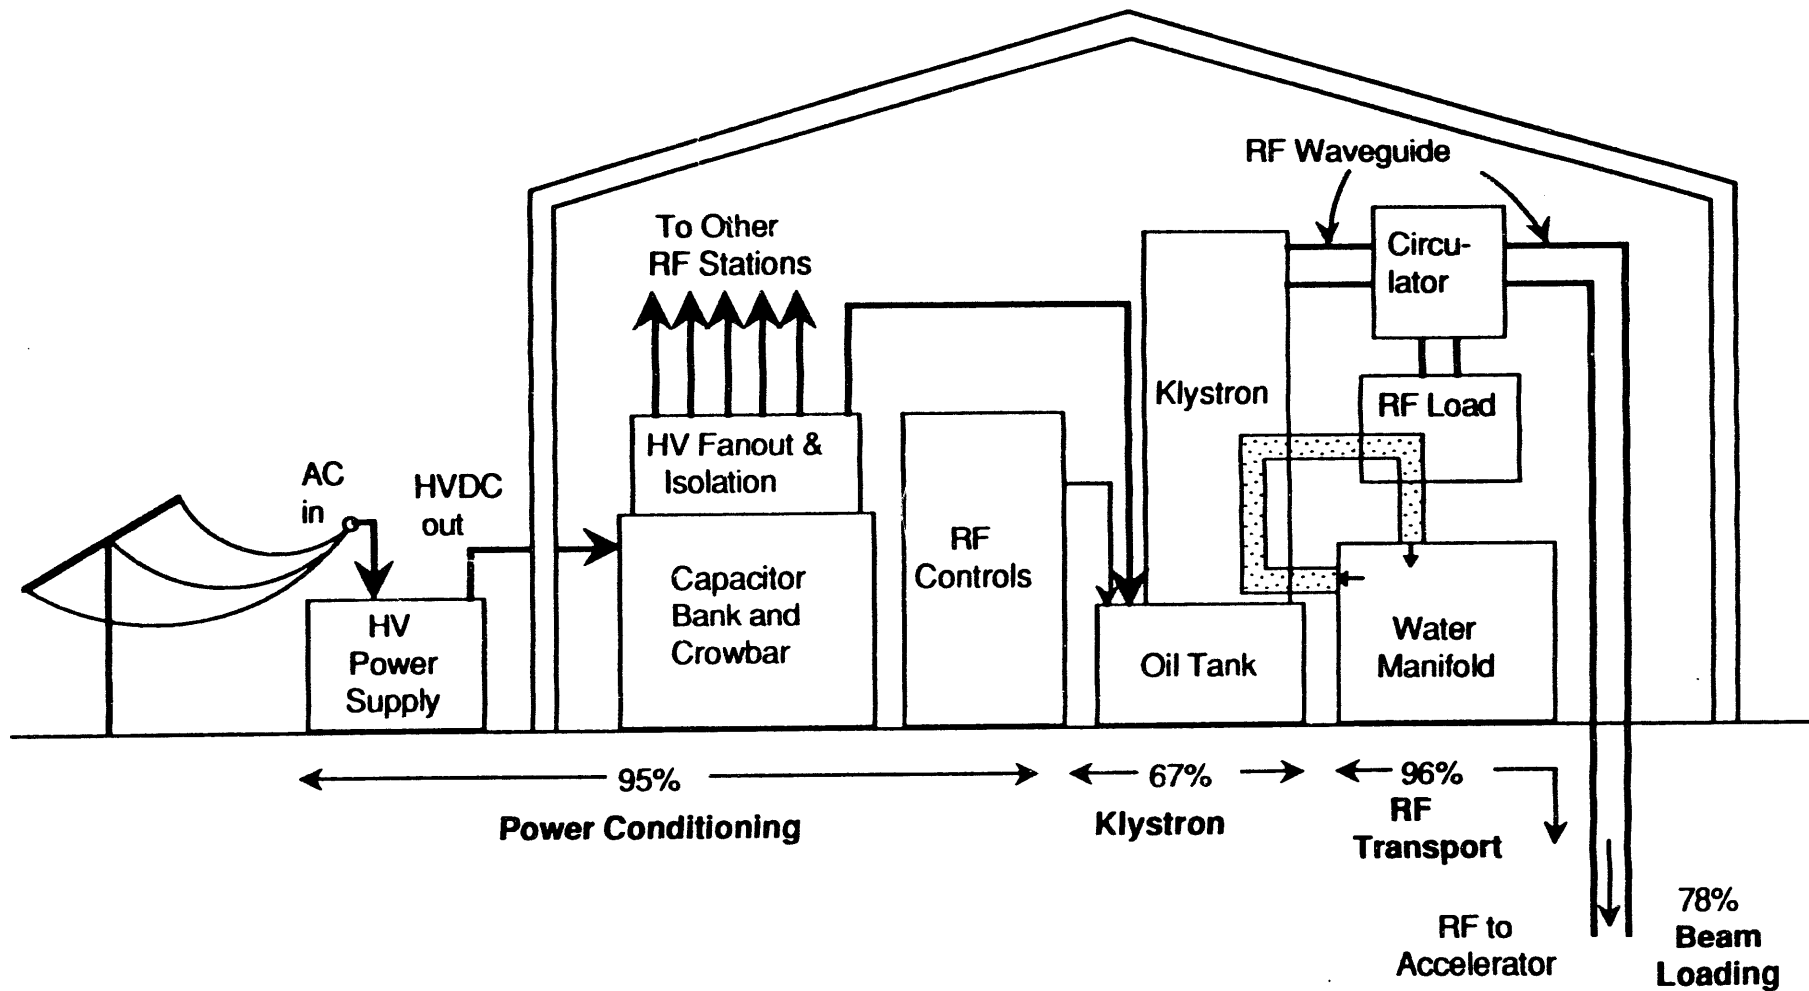 RF Waveguide
To Other
RF Stations
Circu-
lator
Klystron
RF Load
HV Fanout &
Isolation
AC
in
HVDC
out
RF
Controls
Capacitor
Bank and
Crowbar
HV
Power
Supply
Oil Tank
Water
Manifold
95%
Power Conditioning
67%
Klystron
96%
RF
Transport
RF to
Accelerator
78%
Beam
Loading